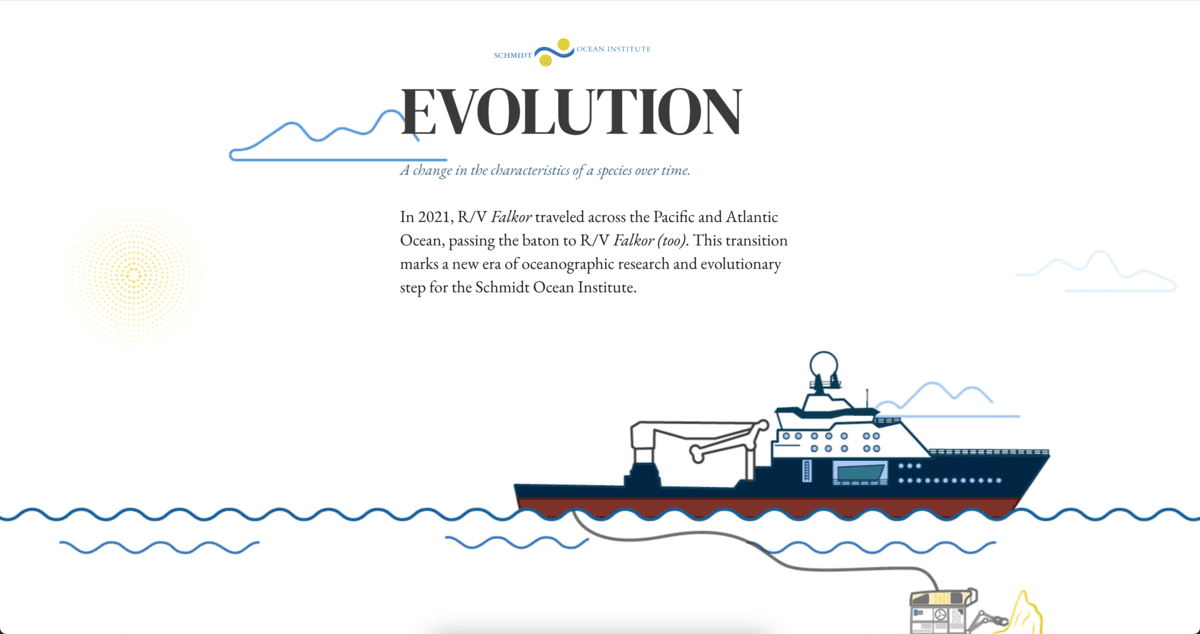 SCHMIDT OCEAN INSTITUTE
EVOLUTION
A change in the characteristics of a species over time.
In 2021, R/V Falkor traveled across the Pacific and Atlantic
Ocean, passing the baton to R/V Falkor (too). This transition
marks a new era of oceanographic research and evolutionary
step for the Schmidt Ocean Institute.